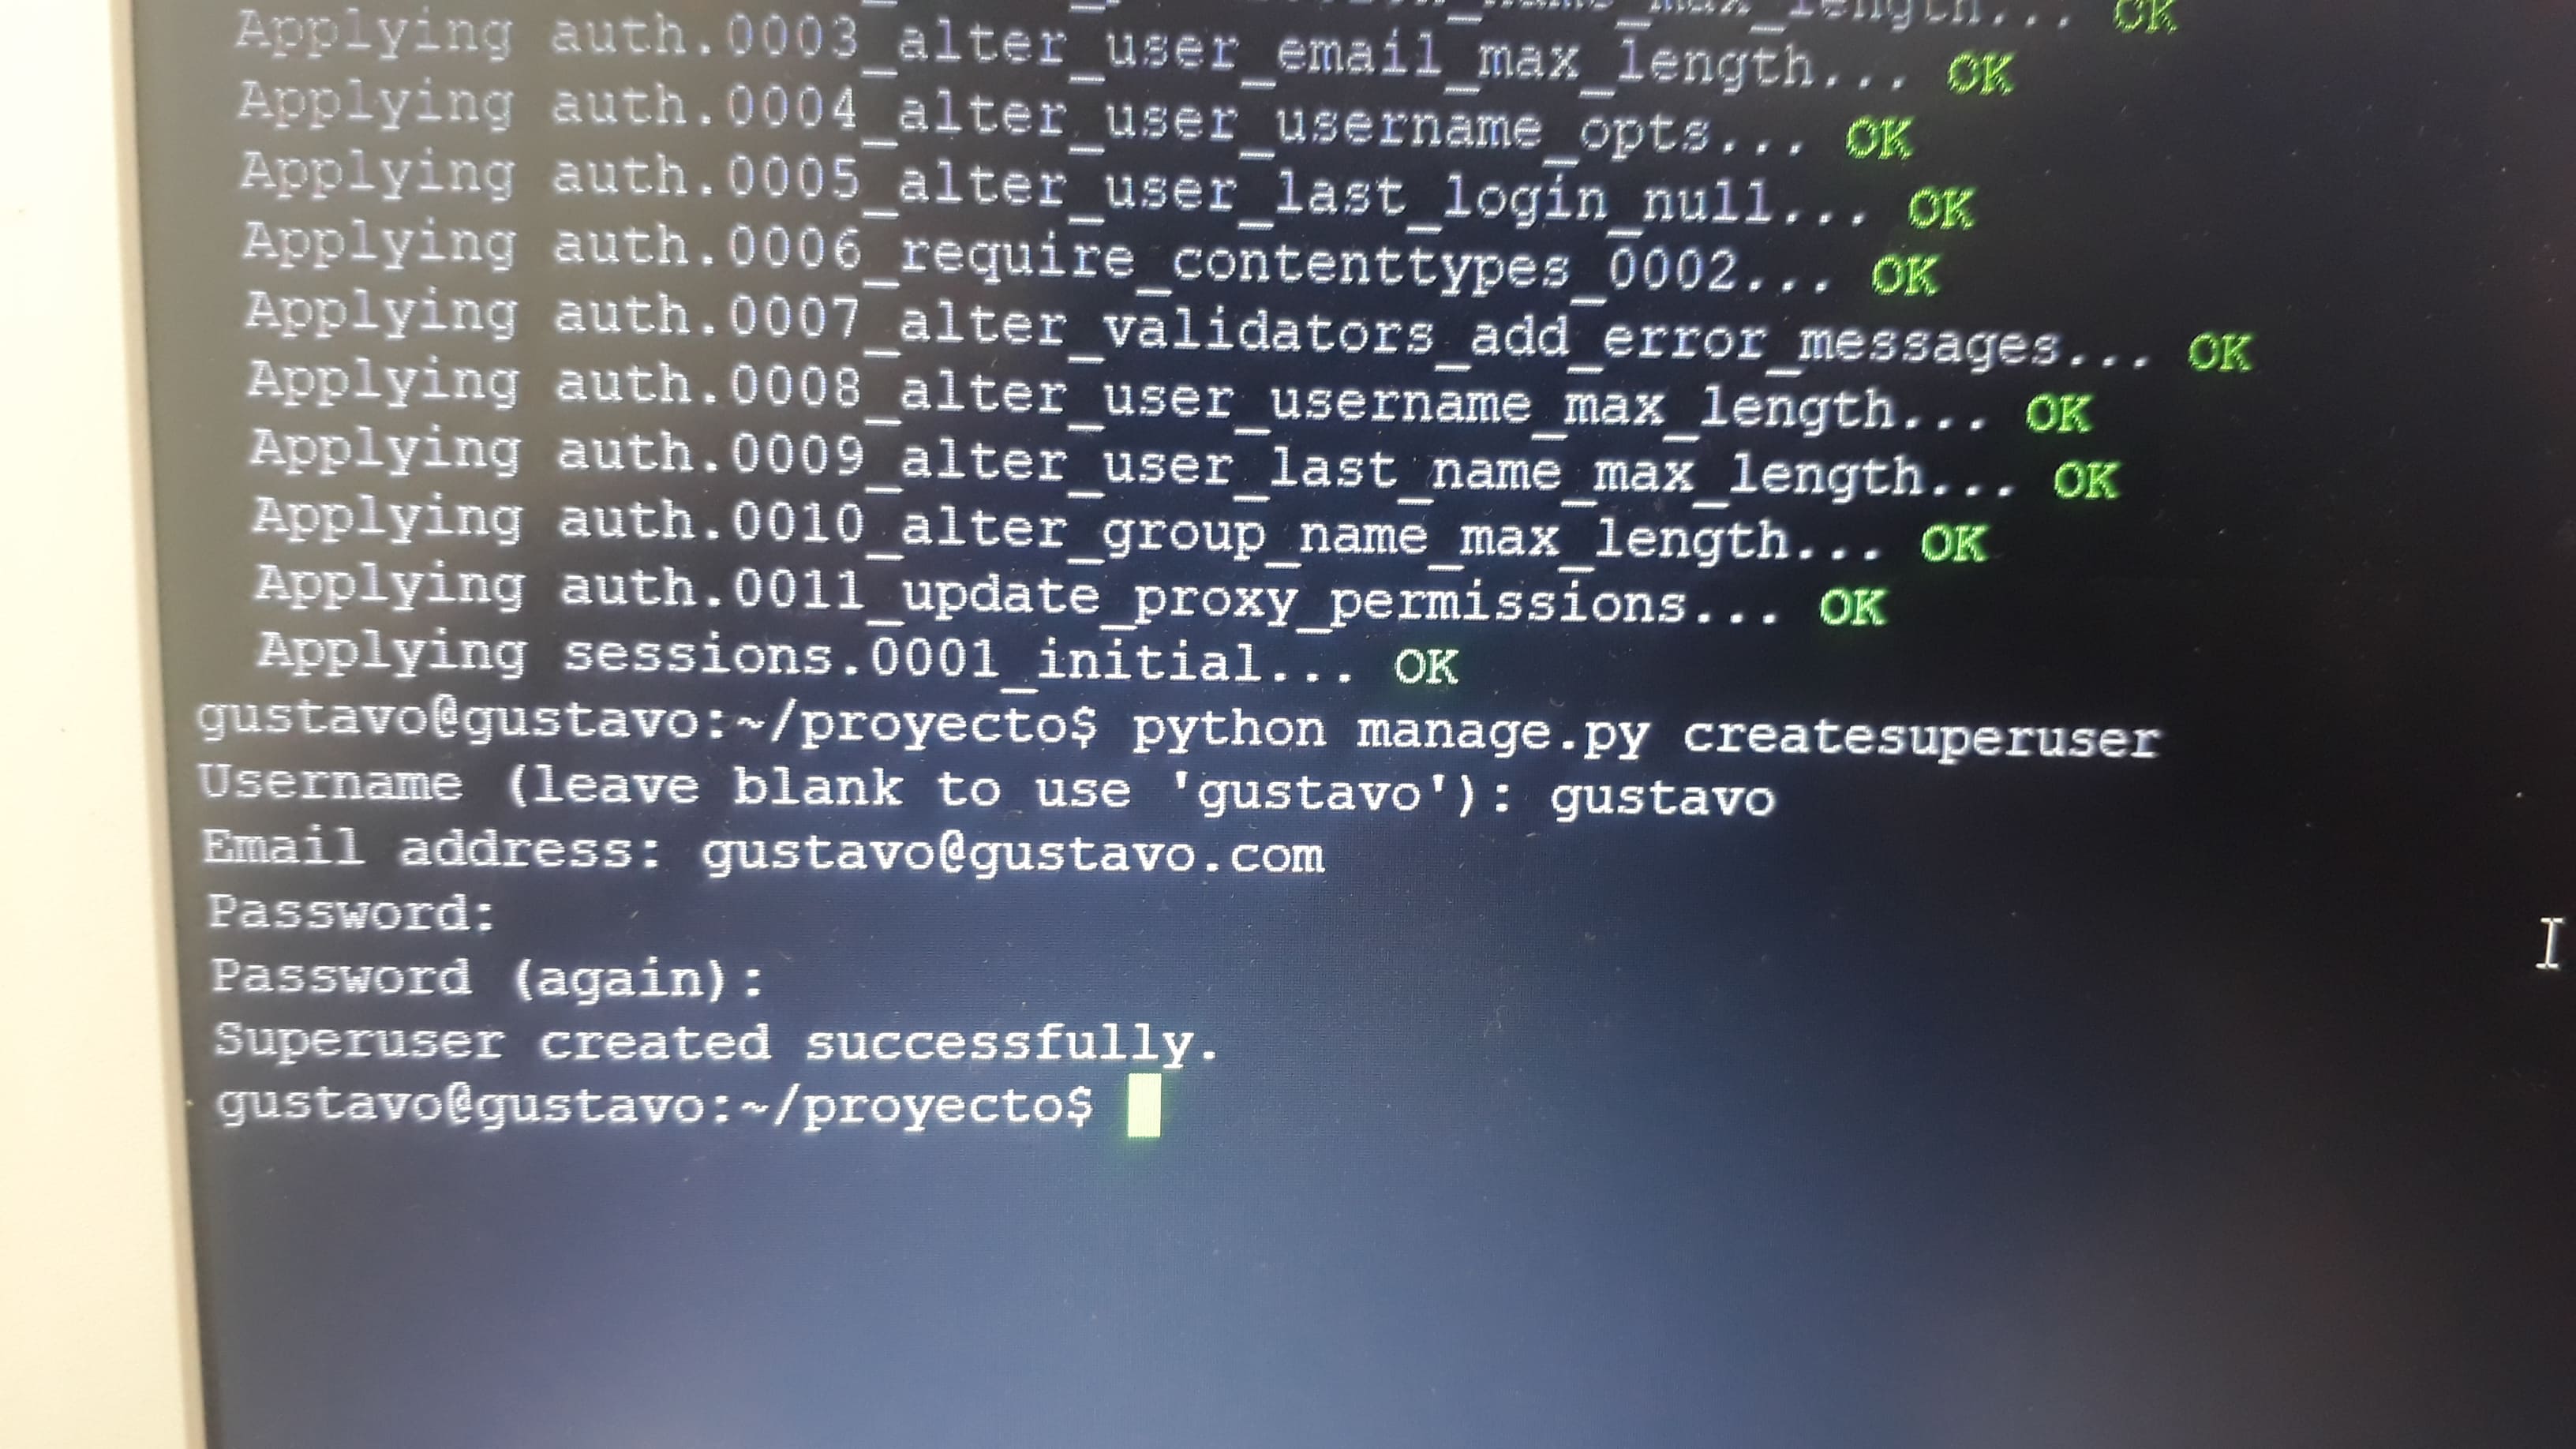 max_length... OK
Applying auth.0003_alter_user_email_max_length... OK
Applying auth.0004_alter_user_username_opts... OK
Applying auth.0005_alter_user_last_login_null... OK
Applying auth.0006_require_contenttypes_0002... OK
Applying auth.0007_alter_validators_add_error_messages... OK
Applying auth.0008_alter_user_username_max_length... OK
Applying auth.0009_alter_user_last_name_max_length... OK
Applying auth.0010_alter_group_name_max_length... OK
Applying auth.0011_update_proxy_permissions... OK
Applying sessions.0001_initial... OK
gustavo@gustavo:~/proyecto$ python manage.py createsuperuser
Username (leave blank to use 'gustavo'): gustavo
Email address: gustavo@gustavo.com
Password:
Password (again):
Superuser created successfully.
gustavo@gustavo:~/proyecto$